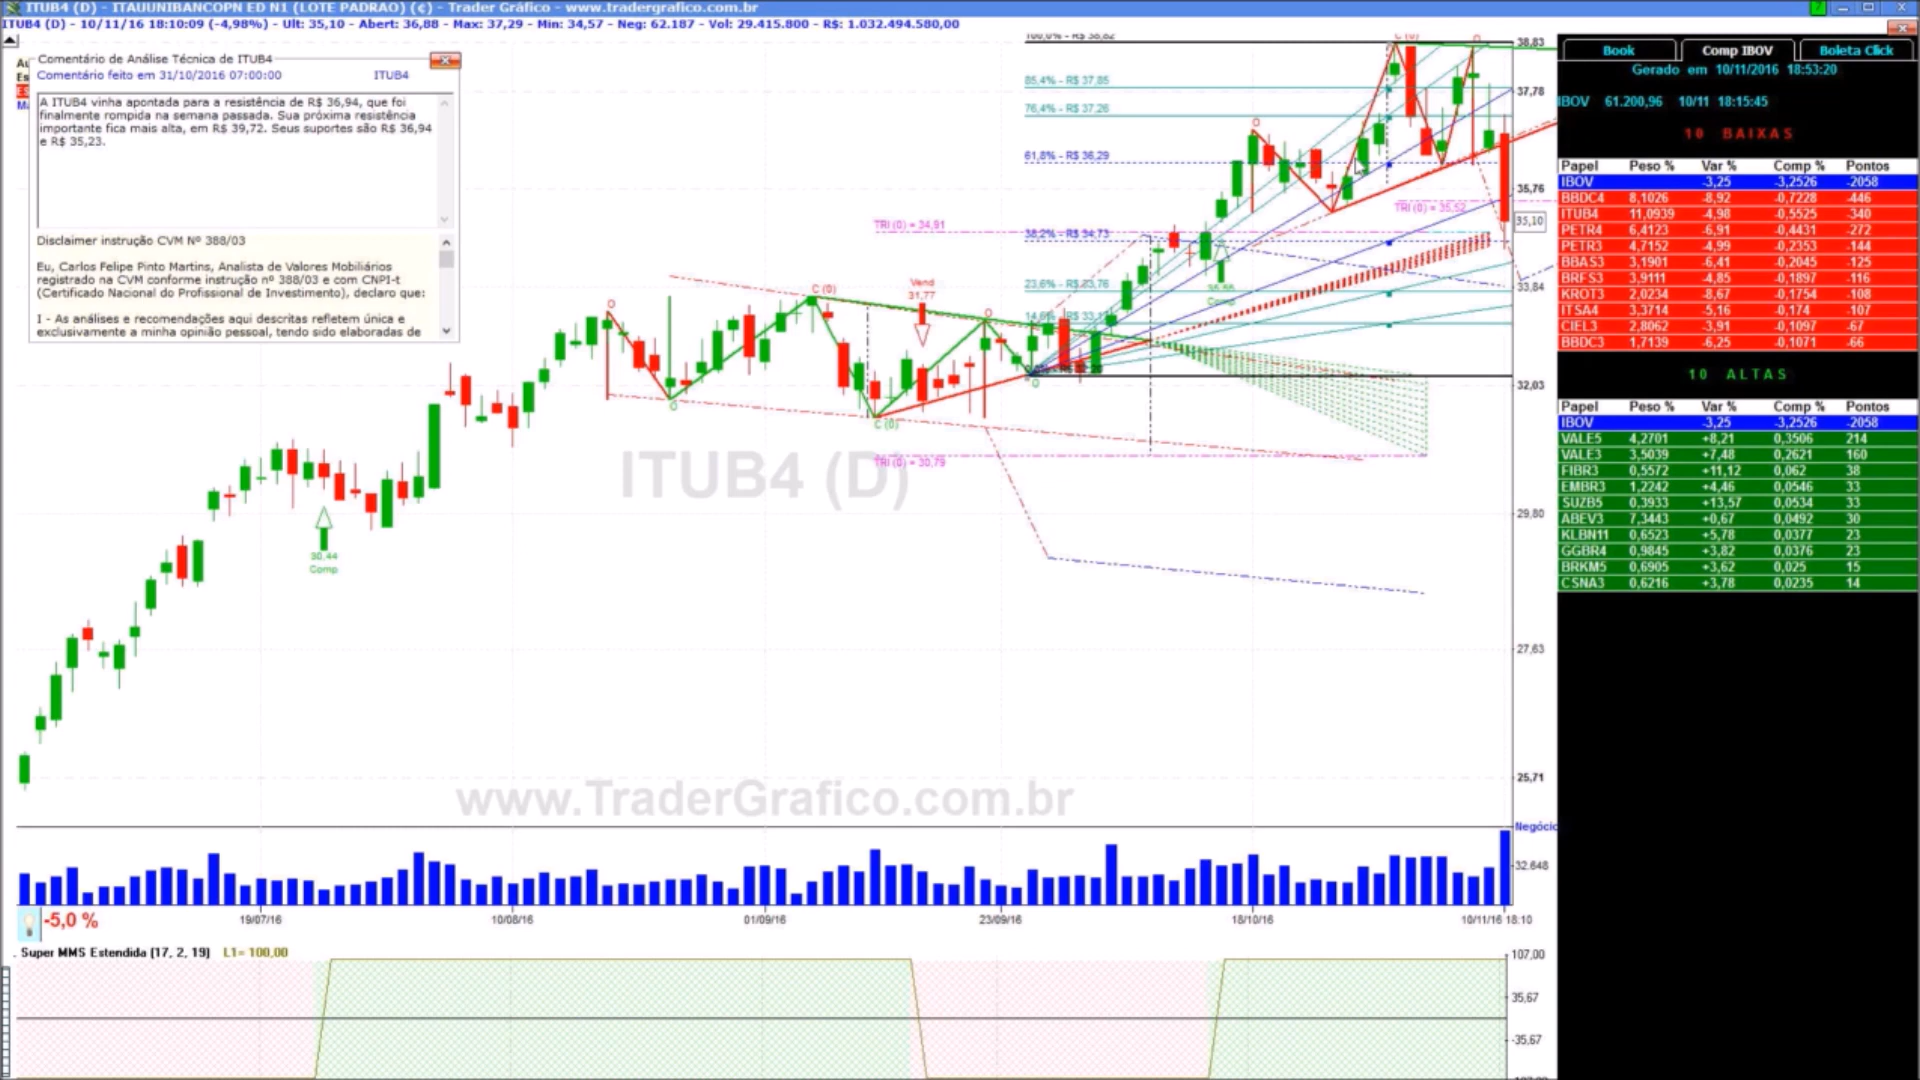 ITUB4 (D) - ITAUUNIBANCOPN ED N1 (LOTE PADRAO) (¢) - Trader Gráfico - www.tradergrafico.com.br
ITUB4 (D) - 10/11/16 18:10:09 (-4,98%) - Ult: 35,10 - Abert: 36,88 - Max: 37,29 - Min: 34,57 - Neg: 62.187 - Vol: 29.415.800 - R$: 1.032.494.580,00
Comentário de Análise Técnica de ITUB4
Comentário feito em 31/10/2016 07:00:00 ITUB4
A ITUB4 vinha apontada para a resistência de R$ 36,94, que foi
finalmente rompida na semana passada. Sua próxima resistência
importante fica mais alta, em R$ 39,72. Seus suportes são R$ 36,94
e R$ 35,23.
Disclaimer instrução CVM Nº 388/03
Eu, Carlos Felipe Pinto Martins, Analista de Valores Mobiliários
registrado na CVM conforme instrução nº 388/03 e com CNPI-t
(Certificado Nacional do Profissional de Investimento), declaro que:
I - As análises e recomendações aqui descritas refletem única e
exclusivamente a minha opinião pessoal, tendo sido elaboradas de
100,0% - R$ 38,82
85,4% - R$ 37,85
76,4% - R$ 37,26
61,8% - R$ 36,29
38,2% - R$ 34,73
23,6% - R$ 33,76
TRI (0) = 34,91
TRI (0) = 35,52
TRI (0) = 30,79
C (0)
C (0)
C (0)
Vend
31,77
30,44
Comp
Comp
38,83
37,78
35,76
35,10
33,84
32,03
29,80
27,63
25,71
ITUB4 (D)
www.TraderGrafico.com.br
Negócio
32.648
-5,0 %
19/07/16
10/08/16
01/09/16
23/09/16
18/10/16
10/11/16 18:10
Super MMS Estendida (17, 2, 19) L1= 100,00
107,00
35,67
-35,67
Book Comp IBOV Boleta Click
Gerado em 10/11/2016 18:53:20
IBOV 61.200,96 10/11 18:15:45
10 BAIXAS
Papel Peso % Var % Comp % Pontos
IBOV -3,25 -3,2526 -2058
BBDC4 8,1026 -8,92 -0,7228 -446
ITUB4 11,0939 -4,98 -0,5525 -340
PETR4 6,4123 -6,91 -0,4431 -272
PETR3 4,7152 -4,99 -0,2353 -144
BBAS3 3,1901 -6,41 -0,2045 -125
BRFS3 3,9111 -4,85 -0,1897 -116
KROT3 2,0234 -8,67 -0,1754 -108
ITSA4 3,3714 -5,16 -0,174 -107
CIEL3 2,8062 -3,91 -0,1097 -67
BBDC3 1,7139 -6,25 -0,1071 -66
10 ALTAS
Papel Peso % Var % Comp % Pontos
IBOV -3,25 -3,2526 -2058
VALE5 4,2701 +8,21 0,3506 214
VALE3 3,5039 +7,48 0,2621 160
FIBR3 0,5572 +11,12 0,062 38
EMBR3 1,2242 +4,46 0,0546 33
SUZB5 0,3933 +13,57 0,0534 33
ABEV3 7,3443 +0,67 0,0492 30
KLBN11 0,6523 +5,78 0,0377 23
GGBR4 0,9845 +3,82 0,0376 23
BRKM5 0,6905 +3,62 0,025 15
CSNA3 0,6216 +3,78 0,0235 14